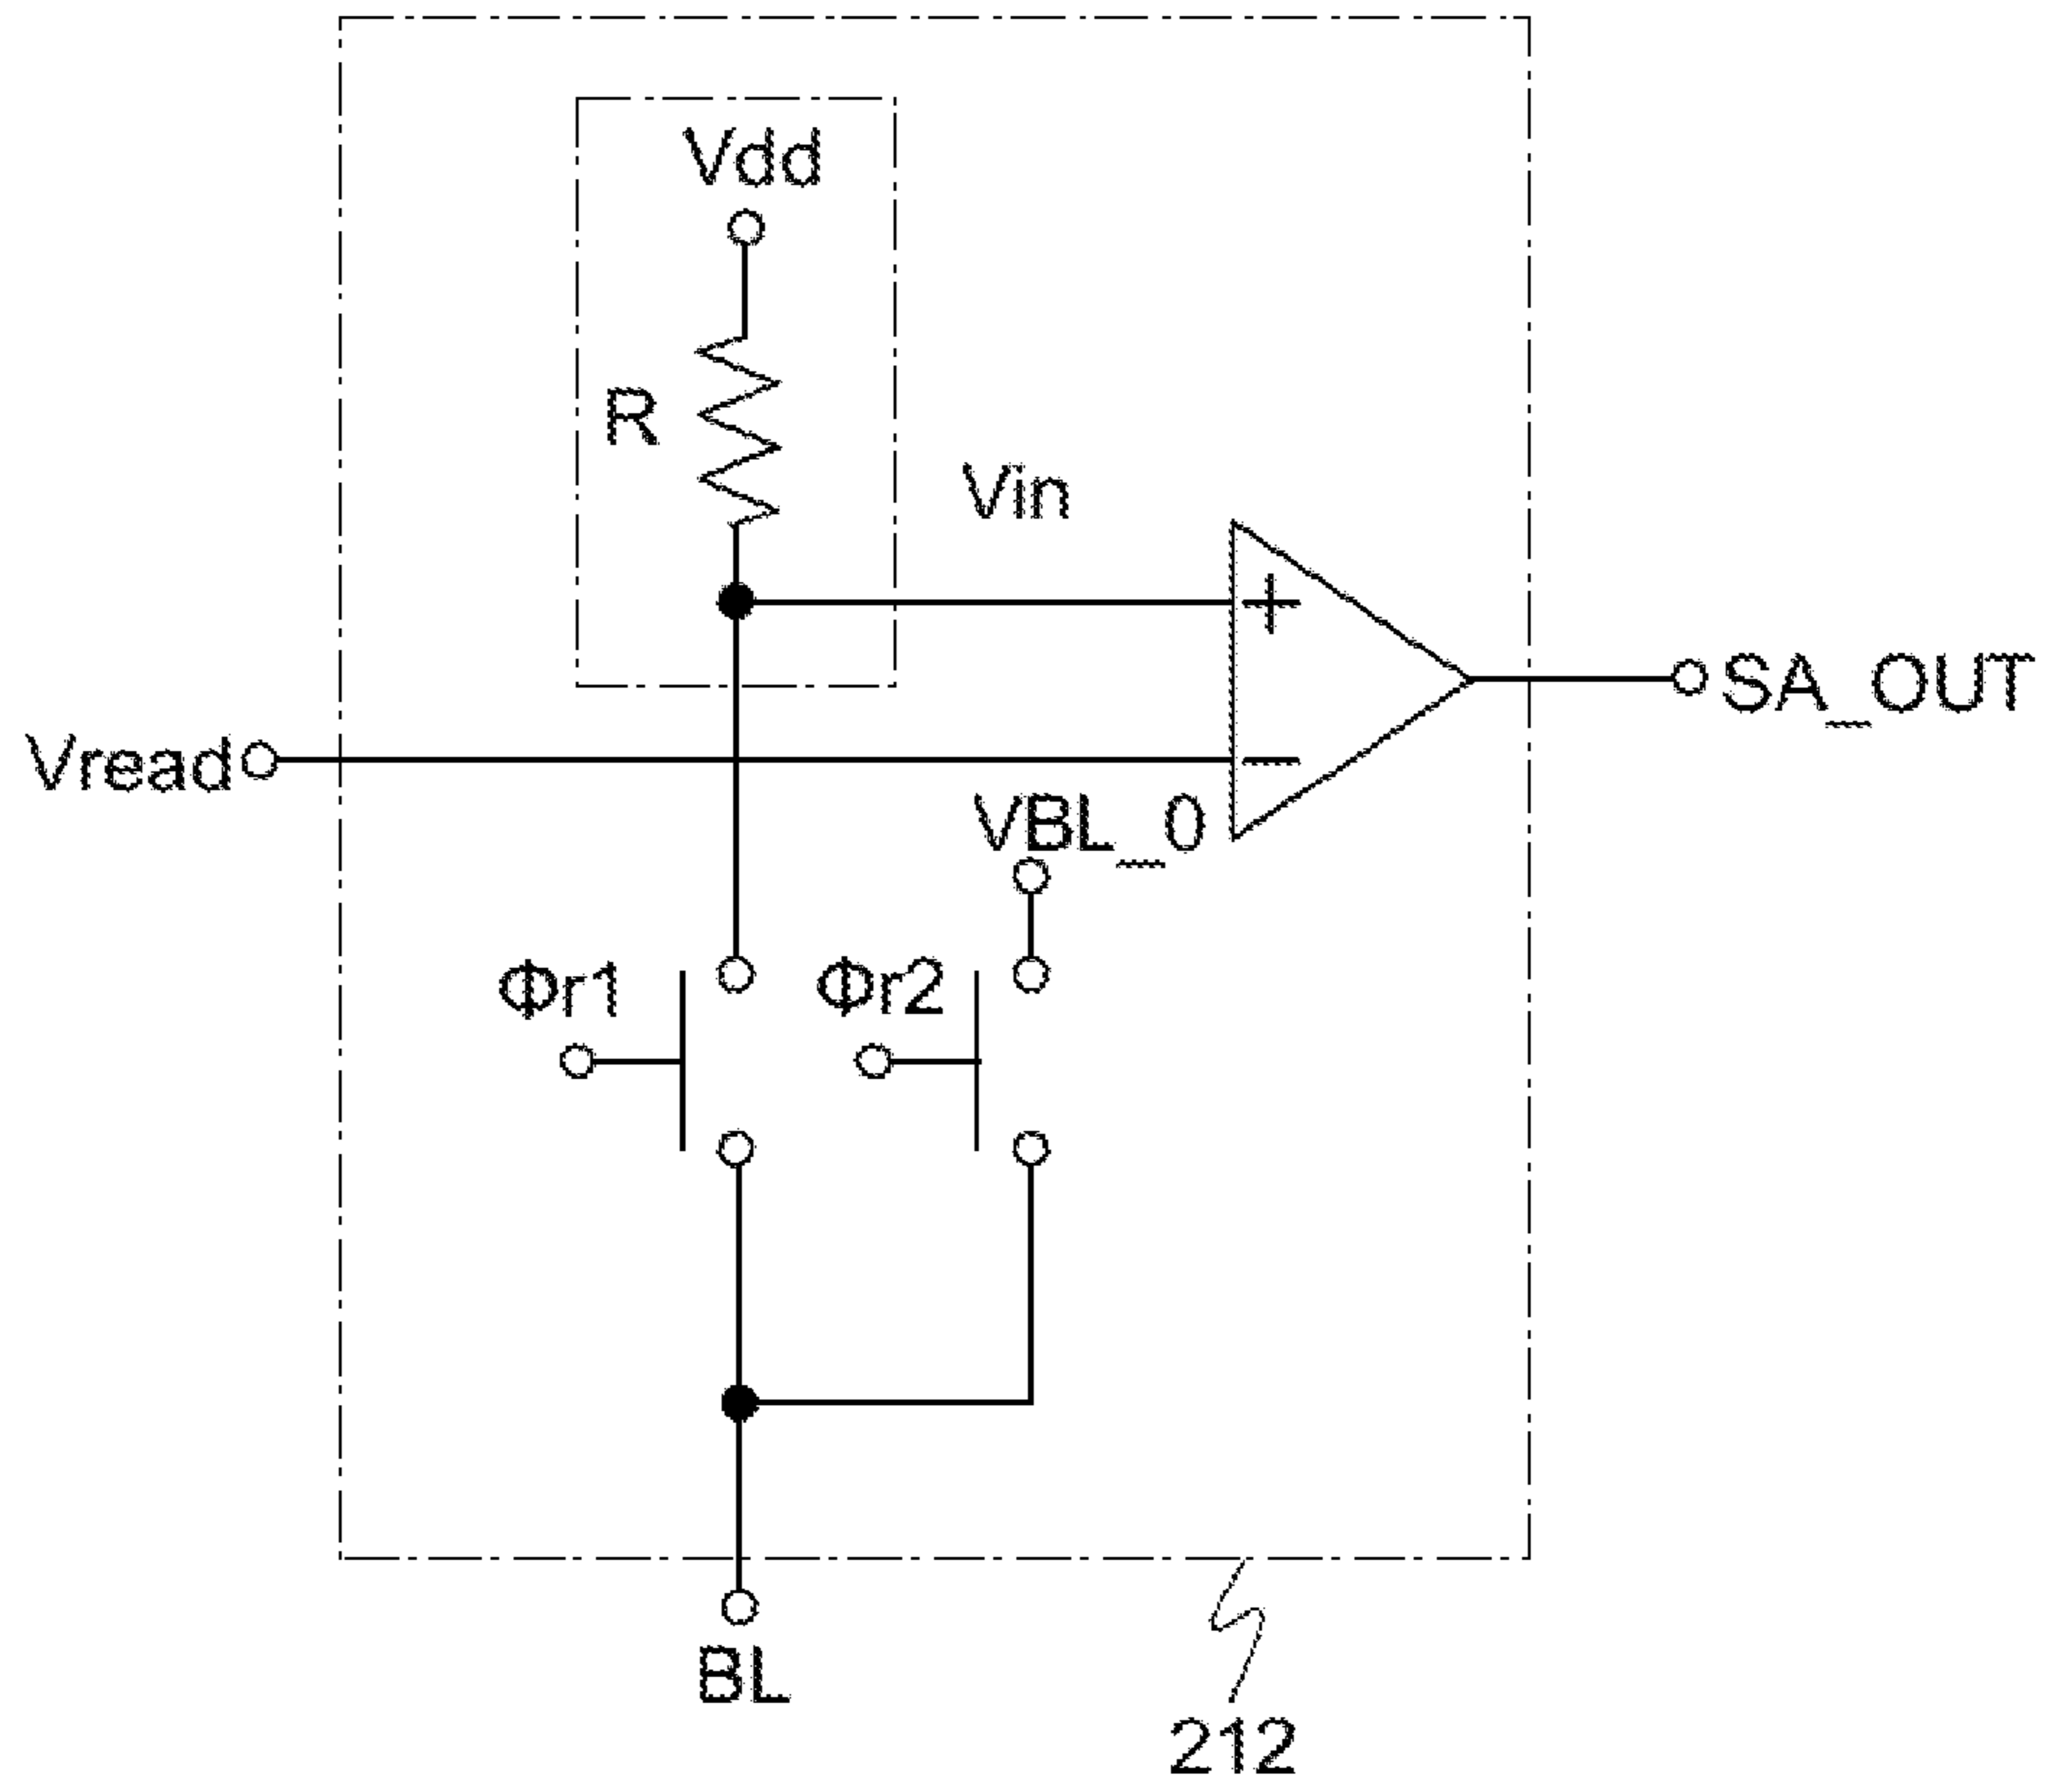 Vdd
R
Vin
+
SA_OUT
Vread
−
VBL_0
Φr1
Φr2
BL
212